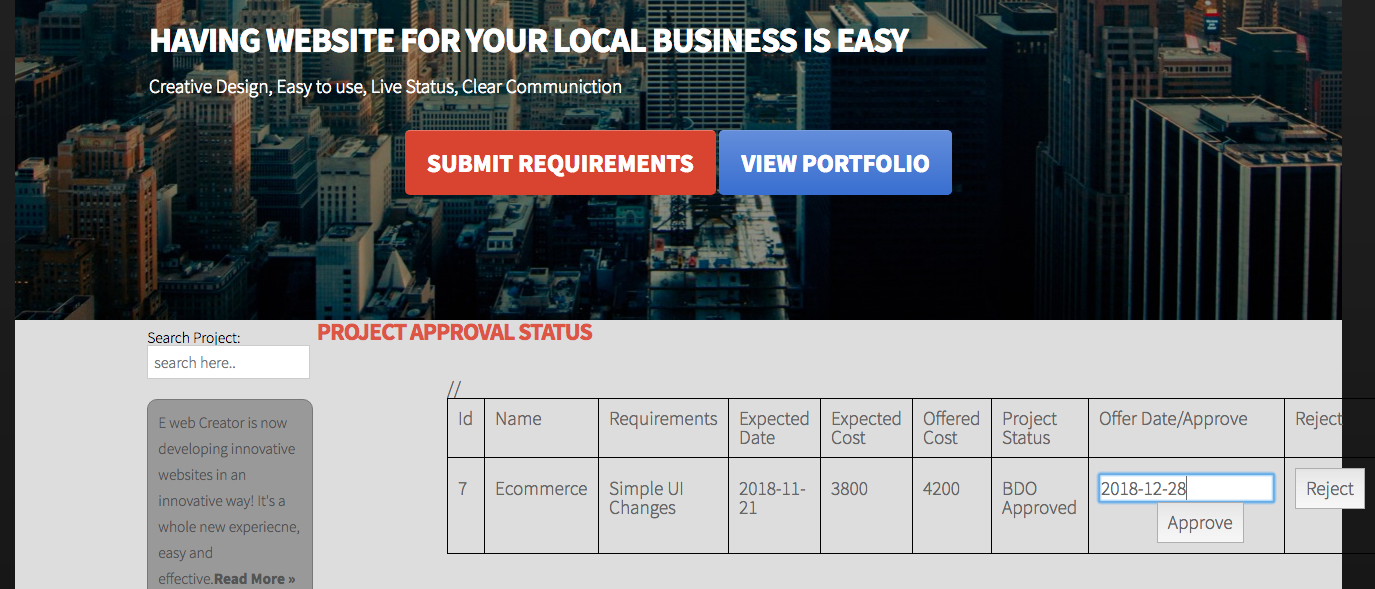 HAVING WEBSITE FOR YOUR LOCAL BUSINESS IS EASY
Creative Design, Easy to use, Live Status, Clear Communiction
SUBMIT REQUIREMENTS
VIEW PORTFOLIO
Search Project:
search here..
E web Creator is now
developing innovative
websites in an
innovative way! It's a
whole new experiecne,
easy and
effective.Read More »
PROJECT APPROVAL STATUS
//
Id Name Requirements Expected Date Expected Cost Offered Cost Project Status Offer Date/Approve Reject
7 Ecommerce Simple UI Changes 2018-11-21 3800 4200 BDO Approved 2018-12-28 Approve Reject